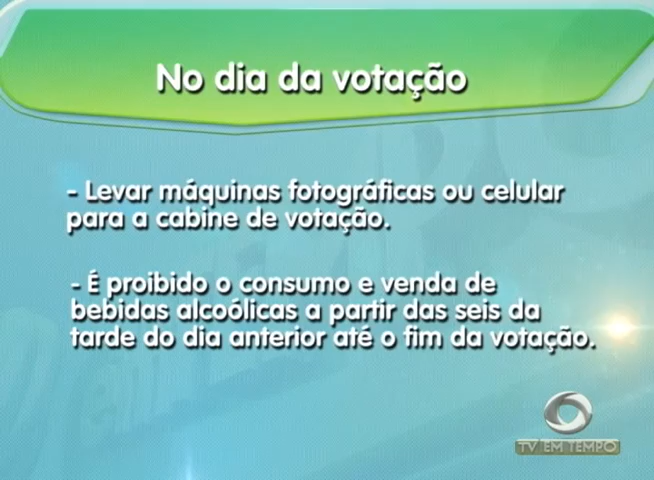 No dia da votação
- Levar máquinas fotográficas ou celular
para a cabine de votação.
- É proibido o consumo e venda de
bebidas alcoólicas a partir das seis da
tarde do dia anterior até o fim da votação.
TV EM TEMPO